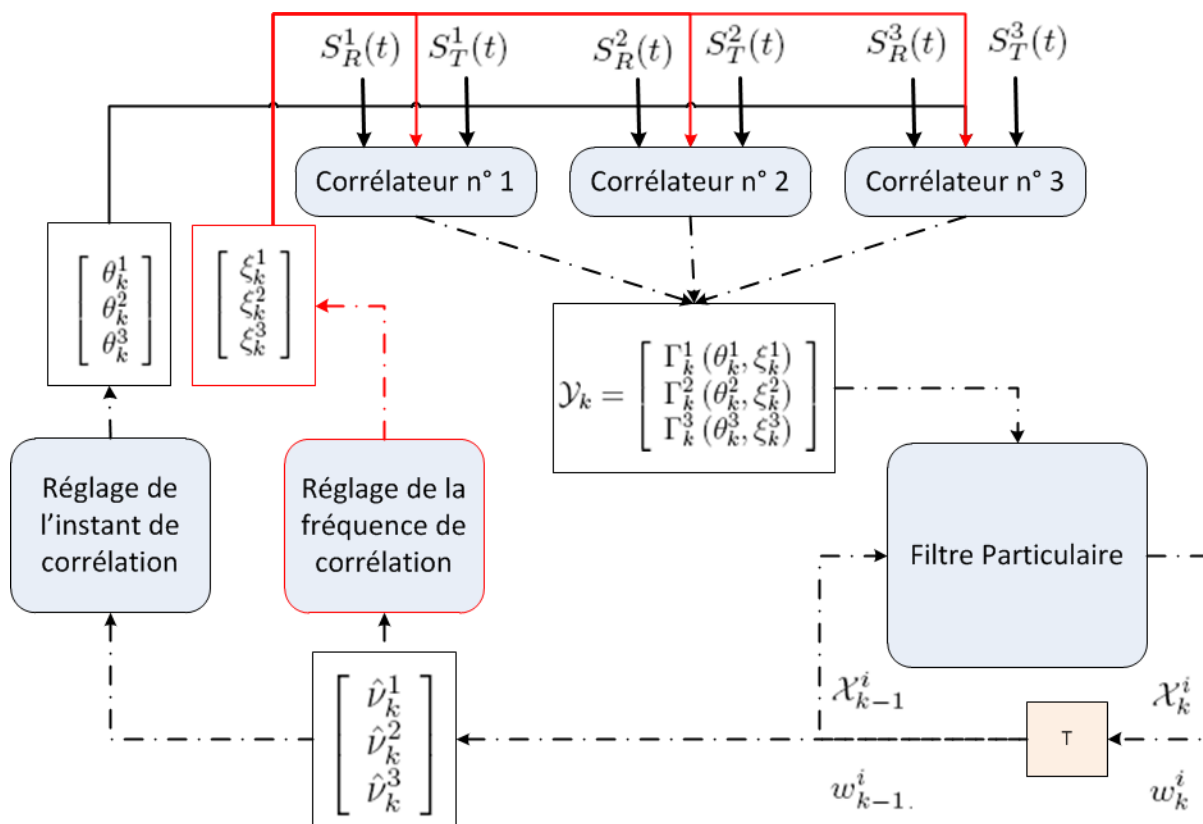 S_R^1(t) S_T^1(t) S_R^2(t) S_T^2(t) S_R^3(t) S_T^3(t)
Corrélateur n° 1
Corrélateur n° 2
Corrélateur n° 3
θ_k^1
θ_k^2
θ_k^3
ξ_k^1
ξ_k^2
ξ_k^3
𝒴_k = [ Γ_k^1 (θ_k^1, ξ_k^1)
Γ_k^2 (θ_k^2, ξ_k^2)
Γ_k^3 (θ_k^3, ξ_k^3) ]
Réglage de
l'instant de
corrélation
Réglage de la
fréquence de
corrélation
Filtre Particulaire
ν̂_k^1
ν̂_k^2
ν̂_k^3
𝒳_{k-1}^i
w_{k-1}^i.
T
𝒳_k^i
w_k^i